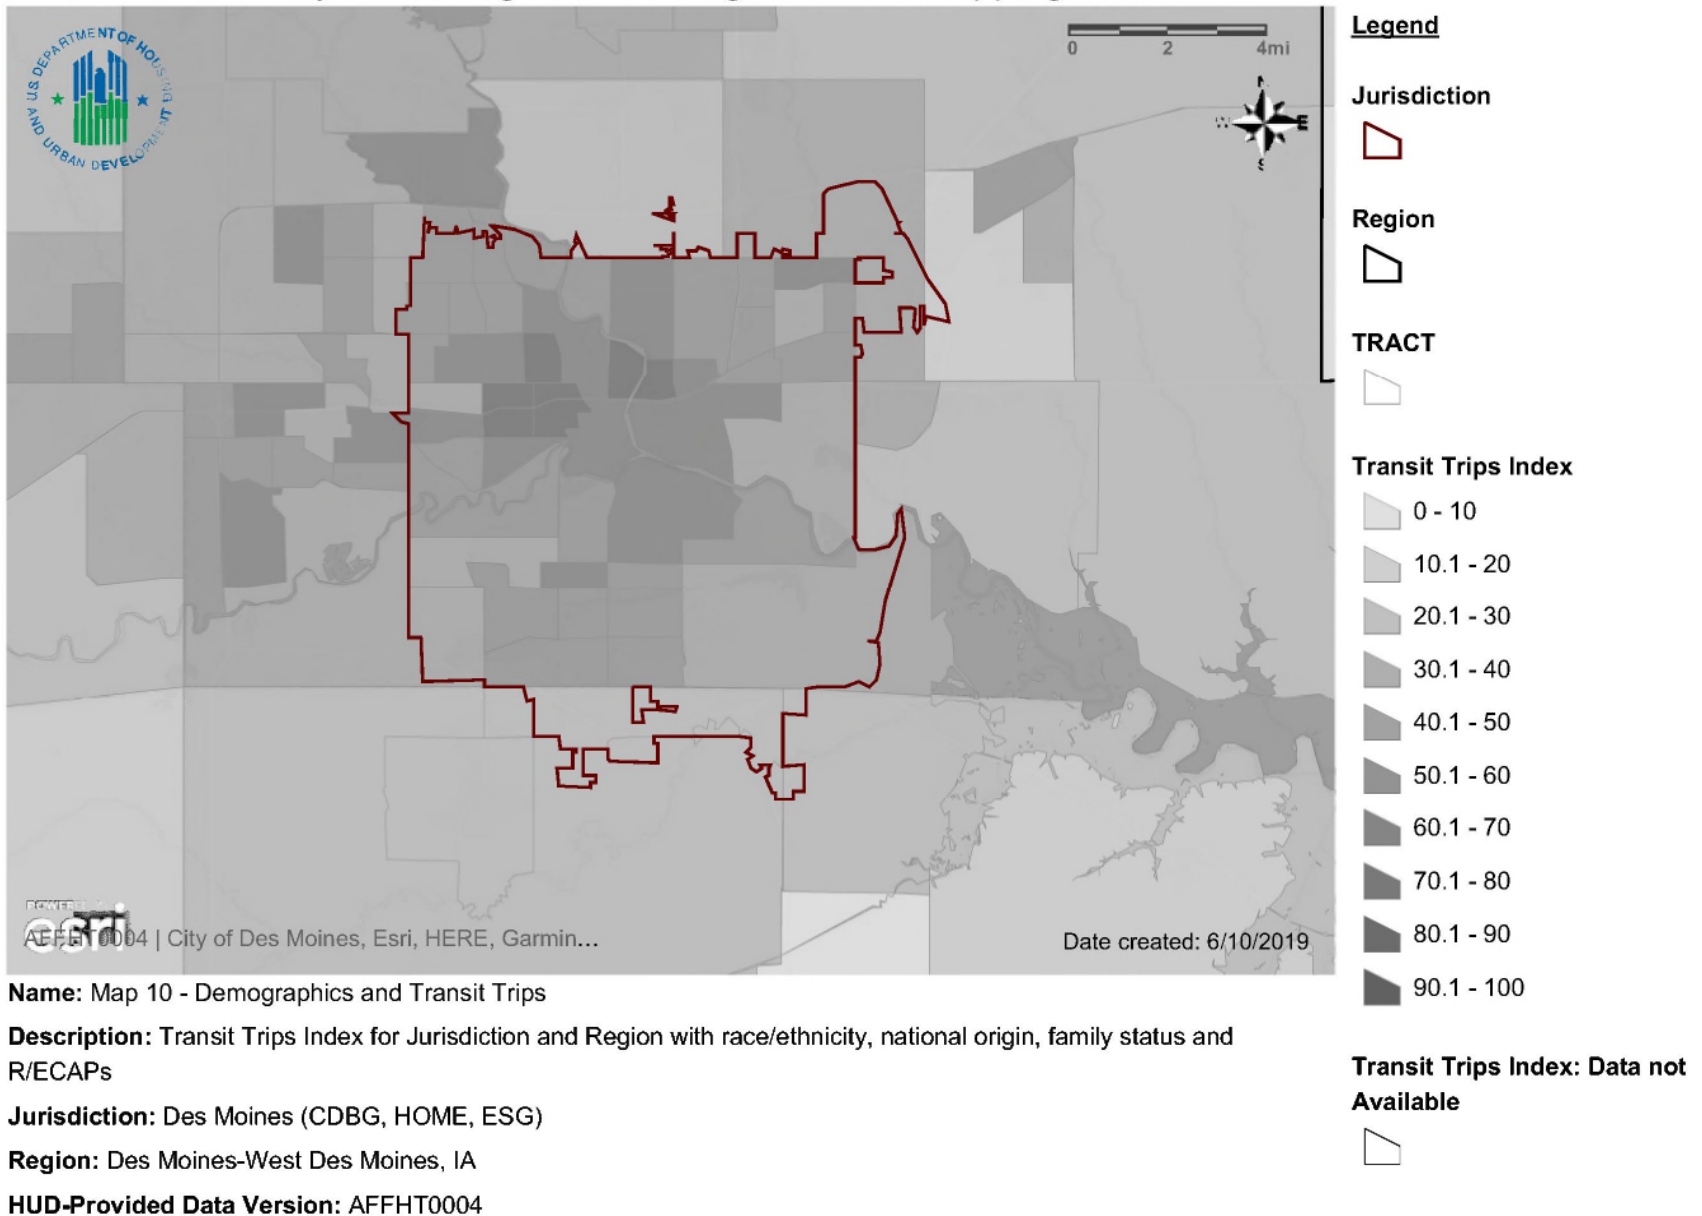 U.S. DEPARTMENT OF HOUSING
AND URBAN DEVELOPMENT
0 2 4mi
N
W E
S
POWERED
esri
AFFHT0004 | City of Des Moines, Esri, HERE, Garmin...
Date created: 6/10/2019
Legend
Jurisdiction
Region
TRACT
Transit Trips Index
0 - 10
10.1 - 20
20.1 - 30
30.1 - 40
40.1 - 50
50.1 - 60
60.1 - 70
70.1 - 80
80.1 - 90
90.1 - 100
Transit Trips Index: Data not
Available
Name: Map 10 - Demographics and Transit Trips
Description: Transit Trips Index for Jurisdiction and Region with race/ethnicity, national origin, family status and
R/ECAPs
Jurisdiction: Des Moines (CDBG, HOME, ESG)
Region: Des Moines-West Des Moines, IA
HUD-Provided Data Version: AFFHT0004